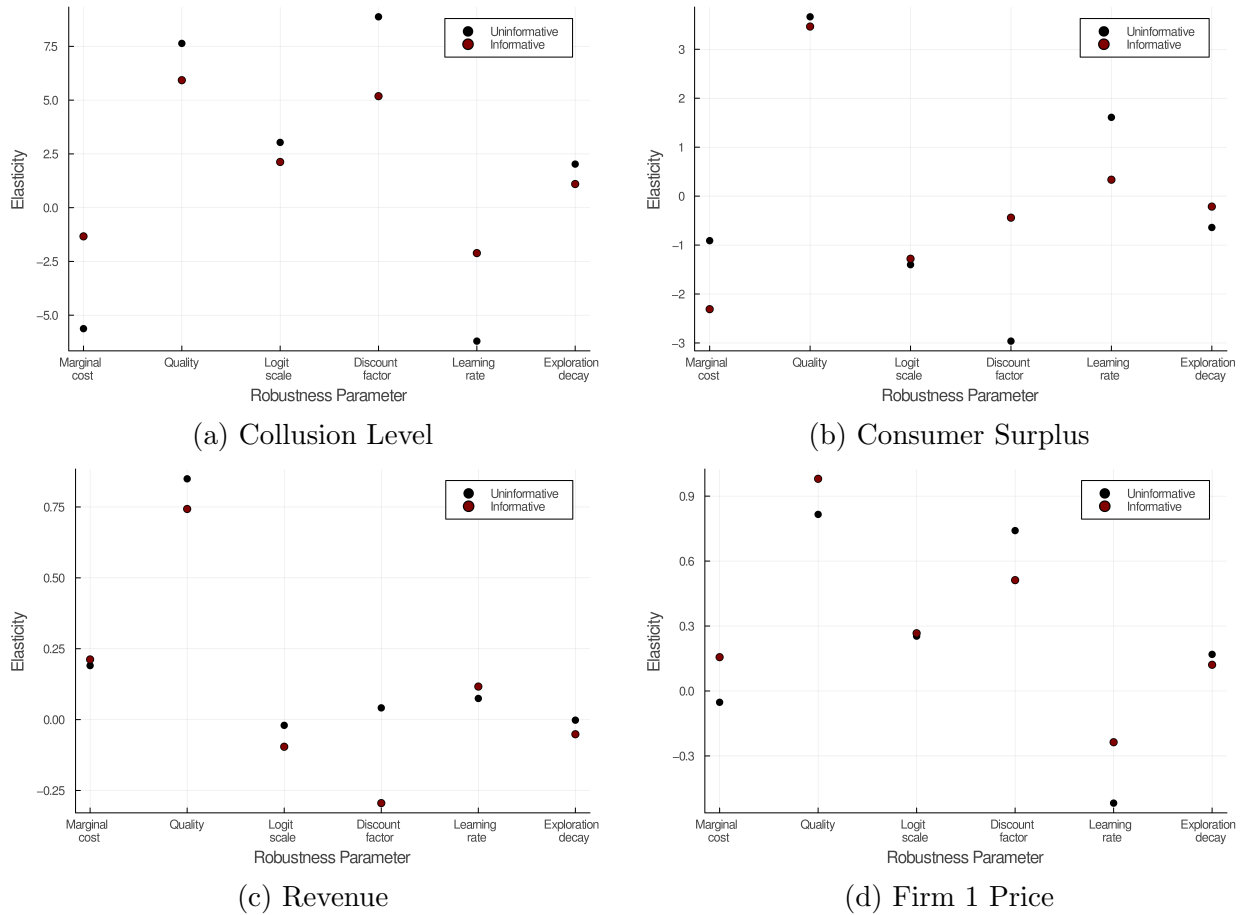 7.5
5.0
2.5
0.0
−2.5
−5.0
Elasticity
Uninformative
Informative
Marginal cost
Quality
Logit scale
Discount factor
Learning rate
Exploration decay
Robustness Parameter
(a) Collusion Level
3
2
1
0
−1
−2
−3
Elasticity
Uninformative
Informative
Marginal cost
Quality
Logit scale
Discount factor
Learning rate
Exploration decay
Robustness Parameter
(b) Consumer Surplus
0.75
0.50
0.25
0.00
−0.25
Elasticity
Uninformative
Informative
Marginal cost
Quality
Logit scale
Discount factor
Learning rate
Exploration decay
Robustness Parameter
(c) Revenue
0.9
0.6
0.3
0.0
−0.3
Elasticity
Uninformative
Informative
Marginal cost
Quality
Logit scale
Discount factor
Learning rate
Exploration decay
Robustness Parameter
(d) Firm 1 Price